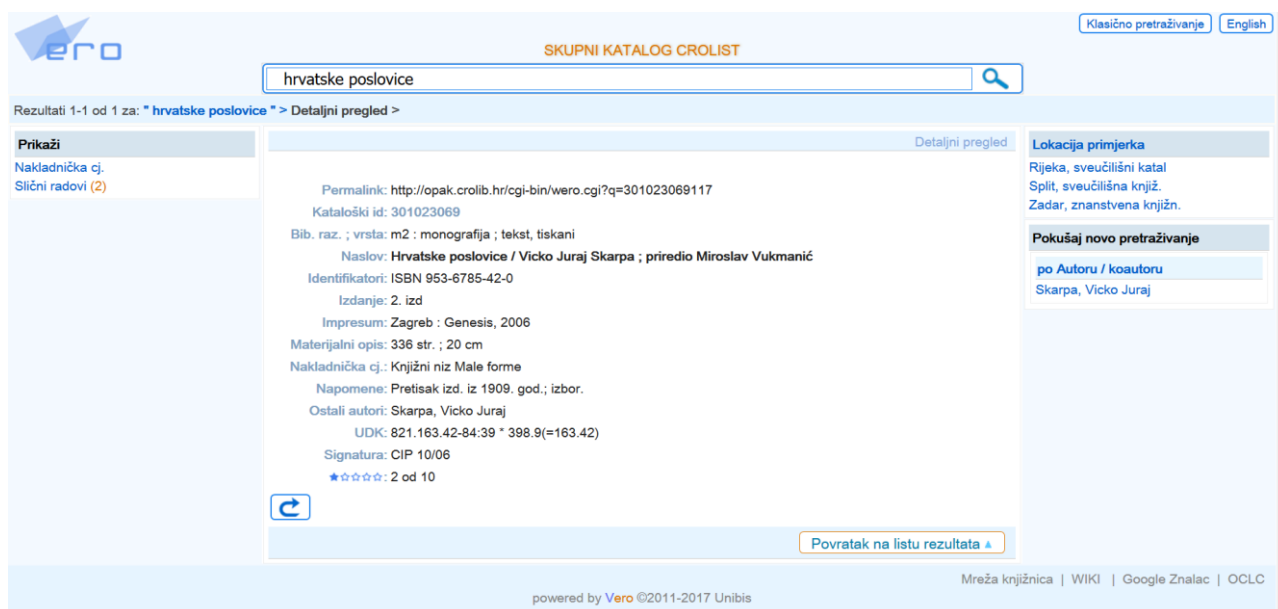 Klasično pretraživanje English
ero
SKUPNI KATALOG CROLIST
hrvatske poslovice
Rezultati 1-1 od 1 za: " hrvatske poslovice " > Detaljni pregled >
Prikaži
Nakladnička cj.
Slični radovi (2)
Detaljni pregled
Permalink: http://opak.crolib.hr/cgi-bin/wero.cgi?q=301023069117
Kataloški id: 301023069
Bib. raz. ; vrsta: m2 : monografija ; tekst, tiskani
Naslov: Hrvatske poslovice / Vicko Juraj Skarpa ; priredio Miroslav Vukmanić
Identifikatori: ISBN 953-6785-42-0
Izdanje: 2. izd
Impresum: Zagreb : Genesis, 2006
Materijalni opis: 336 str. ; 20 cm
Nakladnička cj.: Knjižni niz Male forme
Napomene: Pretisak izd. iz 1909. god.; izbor.
Ostali autori: Skarpa, Vicko Juraj
UDK: 821.163.42-84:39 * 398.9(=163.42)
Signatura: CIP 10/06
★☆☆☆☆: 2 od 10
Povratak na listu rezultata ▲
Lokacija primjerka
Rijeka, sveučilišni katal
Split, sveučilišna knjiž.
Zadar, znanstvena knjižn.
Pokušaj novo pretraživanje
po Autoru / koautoru
Skarpa, Vicko Juraj
Mreža knjižnica | WIKI | Google Znalac | OCLC
powered by Vero ©2011-2017 Unibis